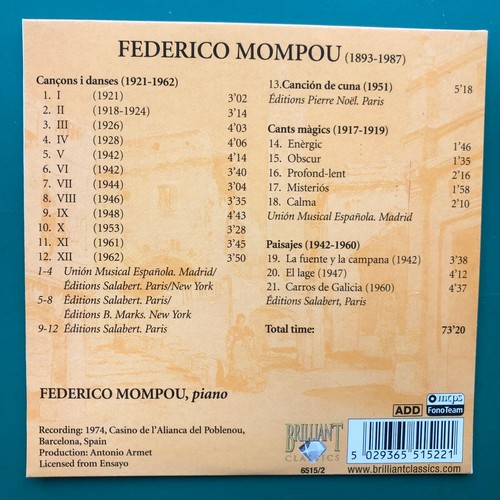 FEDERICO MOMPOU (1893-1987)
Cançons i danses (1921-1962)
1. I (1921) 3'02
2. II (1918-1924) 3'14
3. III (1926) 4'03
4. IV (1928) 4'06
5. V (1942) 4'14
6. VI (1942) 3'40
7. VII (1944) 3'04
8. VIII (1946) 3'35
9. IX (1948) 4'43
10. X (1953) 3'28
11. XI (1961) 3'45
12. XII (1962) 3'50
1-4 Unión Musical Española. Madrid/
Éditions Salabert. Paris/New York
5-8 Éditions Salabert. Paris/
Éditions B. Marks. New York
9-12 Éditions Salabert. Paris
13.Canción de cuna (1951) 5'18
Éditions Pierre Noël. Paris
Cants màgics (1917-1919)
14. Enèrgic 1'46
15. Obscur 1'35
16. Profond-lent 2'16
17. Misteriós 1'58
18. Calma 2'10
Unión Musical Española. Madrid
Paisajes (1942-1960)
19. La fuente y la campana (1942) 3'38
20. El lage (1947) 4'12
21. Carros de Galicia (1960) 4'37
Éditions Salabert, Paris
Total time: 73'20
FEDERICO MOMPOU, piano
Recording: 1974, Casino de l'Alianca del Poblenou,
Barcelona, Spain
Production: Antonio Armet
Licensed from Ensayo
BRILLIANT
CLASSICS
6515/2
ADD
mcps
FonoTeam
5 029365 515221
www.brilliantclassics.com